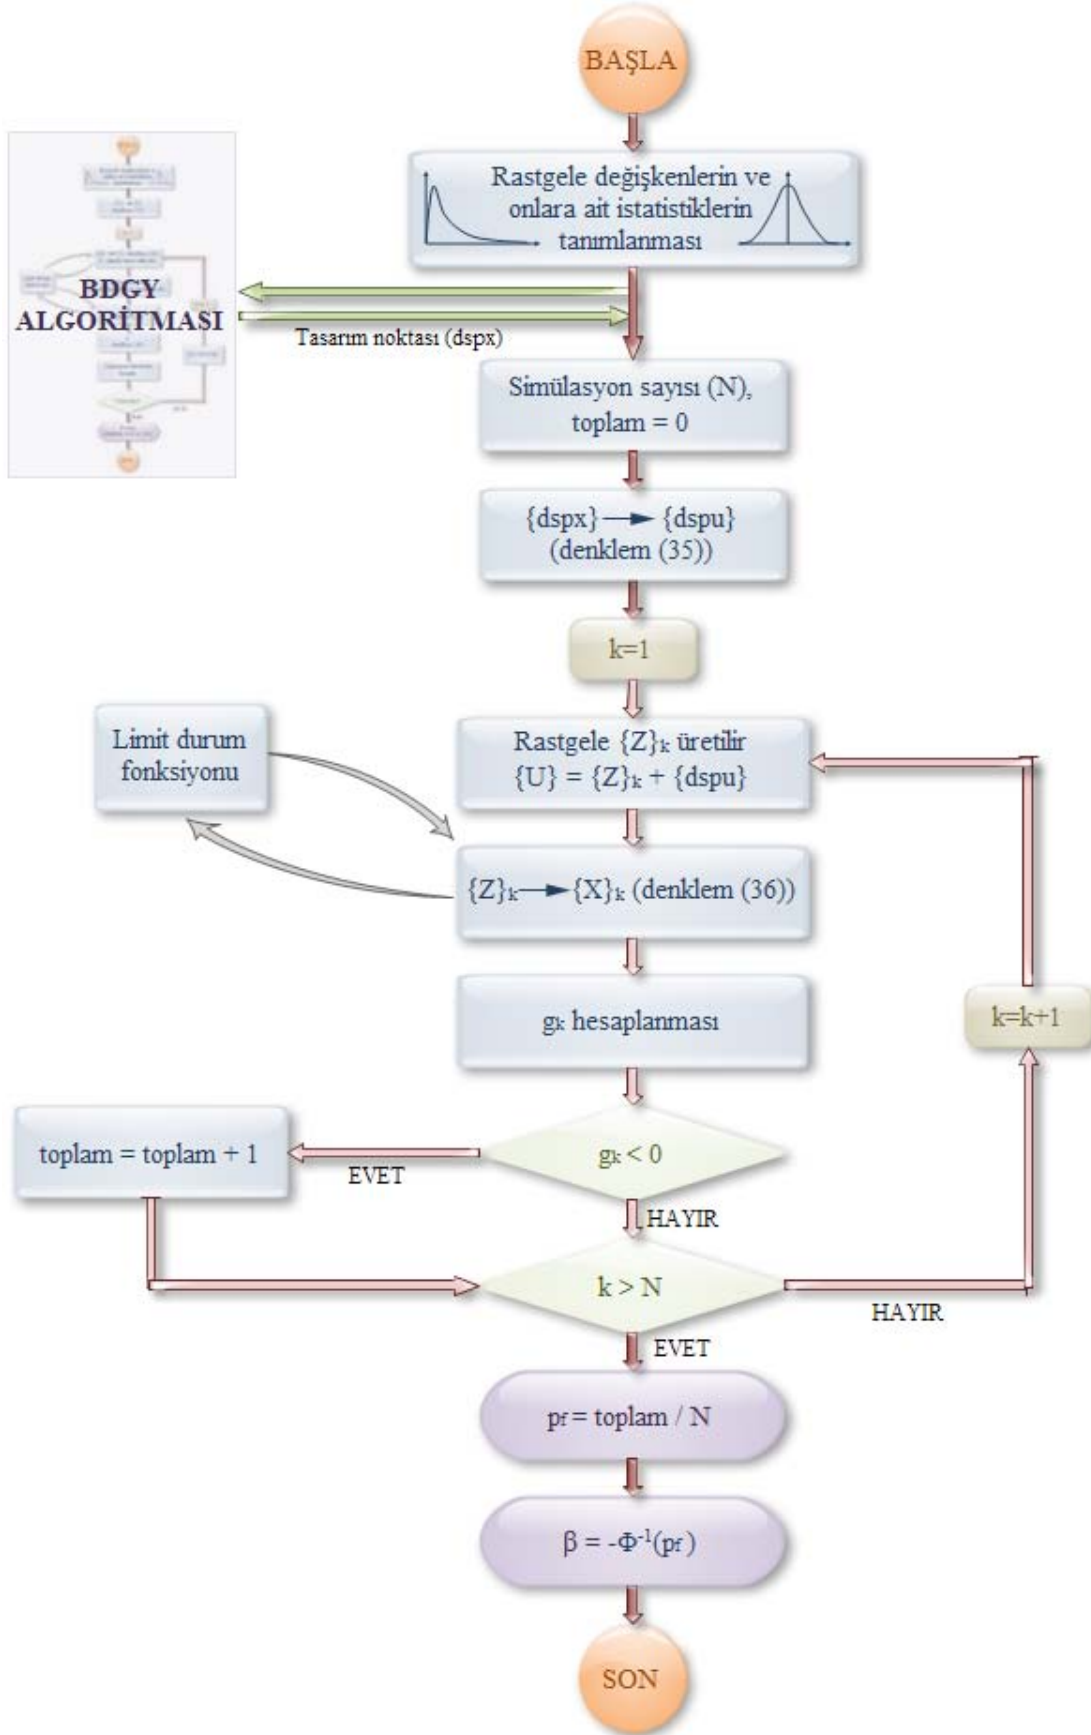 BAŞLA
Rastgele değişkenlerin ve
onlara ait istatistiklerin
tanımlanması
BDGY
ALGORİTMASI
Tasarım noktası (dspx)
Simülasyon sayısı (N),
toplam = 0
{dspx} → {dspu}
(denklem (35))
k=1
Limit durum
fonksiyonu
Rastgele {Z}k üretilir
{U} = {Z}k + {dspu}
{Z}k → {X}k (denklem (36))
gk hesaplanması
k=k+1
toplam = toplam + 1
EVET
gk < 0
HAYIR
k > N
HAYIR
EVET
pf = toplam / N
β = -Φ⁻¹(pf)
SON